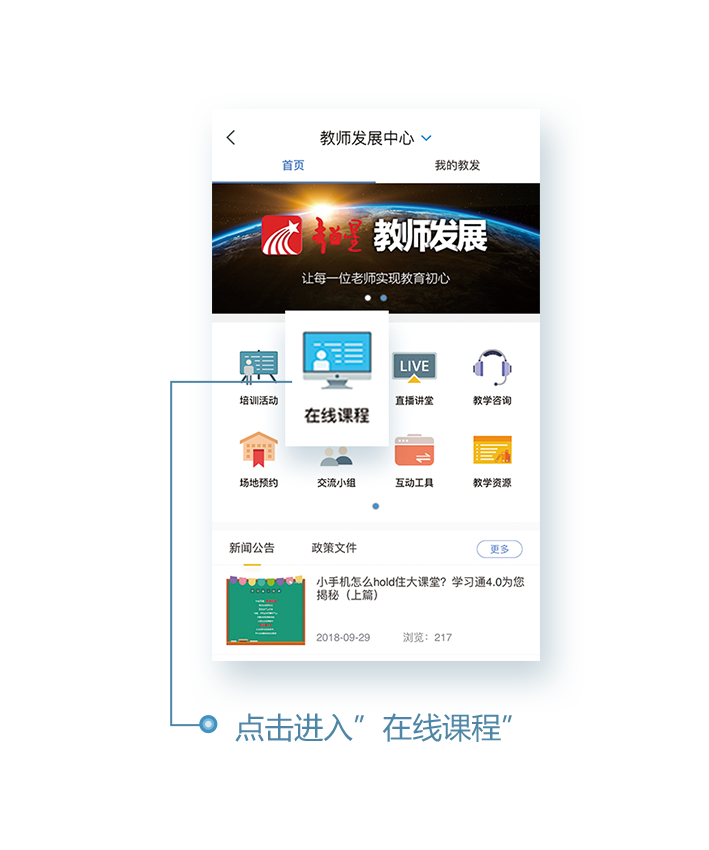 教师发展中心
首页
我的教发
超星 教师发展
让每一位老师实现教育初心
培训活动
在线课程
LIVE
直播讲堂
教学咨询
场地预约
交流小组
互动工具
教学资源
新闻公告
政策文件
更多
小手机怎么hold住大课堂？学习通4.0为您
揭秘（上篇）
2018-09-29
浏览：217
点击进入”在线课程”